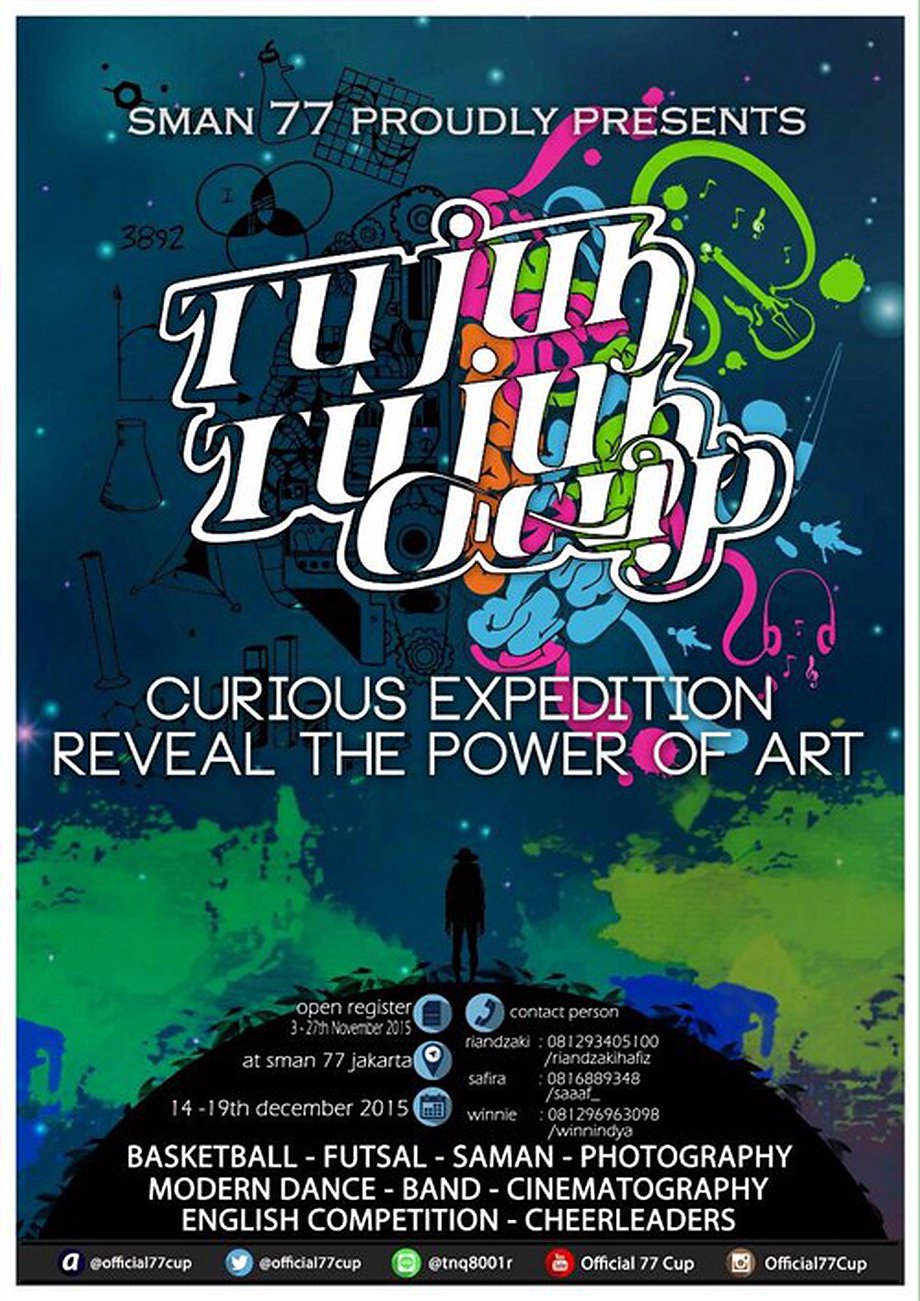 SMAN 77 PROUDLY PRESENTS
I
3892
Tujuh
Tujuh
Cup
CURIOUS EXPEDITION
REVEAL THE POWER OF ART
open register
3 - 27th November 2015
at sman 77 jakarta
14 -19th december 2015
contact person
riandzaki : 081293405100
/riandzakihafiz
safira : 0816889348
/saaaf_
winnie : 081296963098
/winnindya
BASKETBALL - FUTSAL - SAMAN - PHOTOGRAPHY
MODERN DANCE - BAND - CINEMATOGRAPHY
ENGLISH COMPETITION - CHEERLEADERS
a @official77cup @official77cup @tnq8001r Official 77 Cup Official77Cup